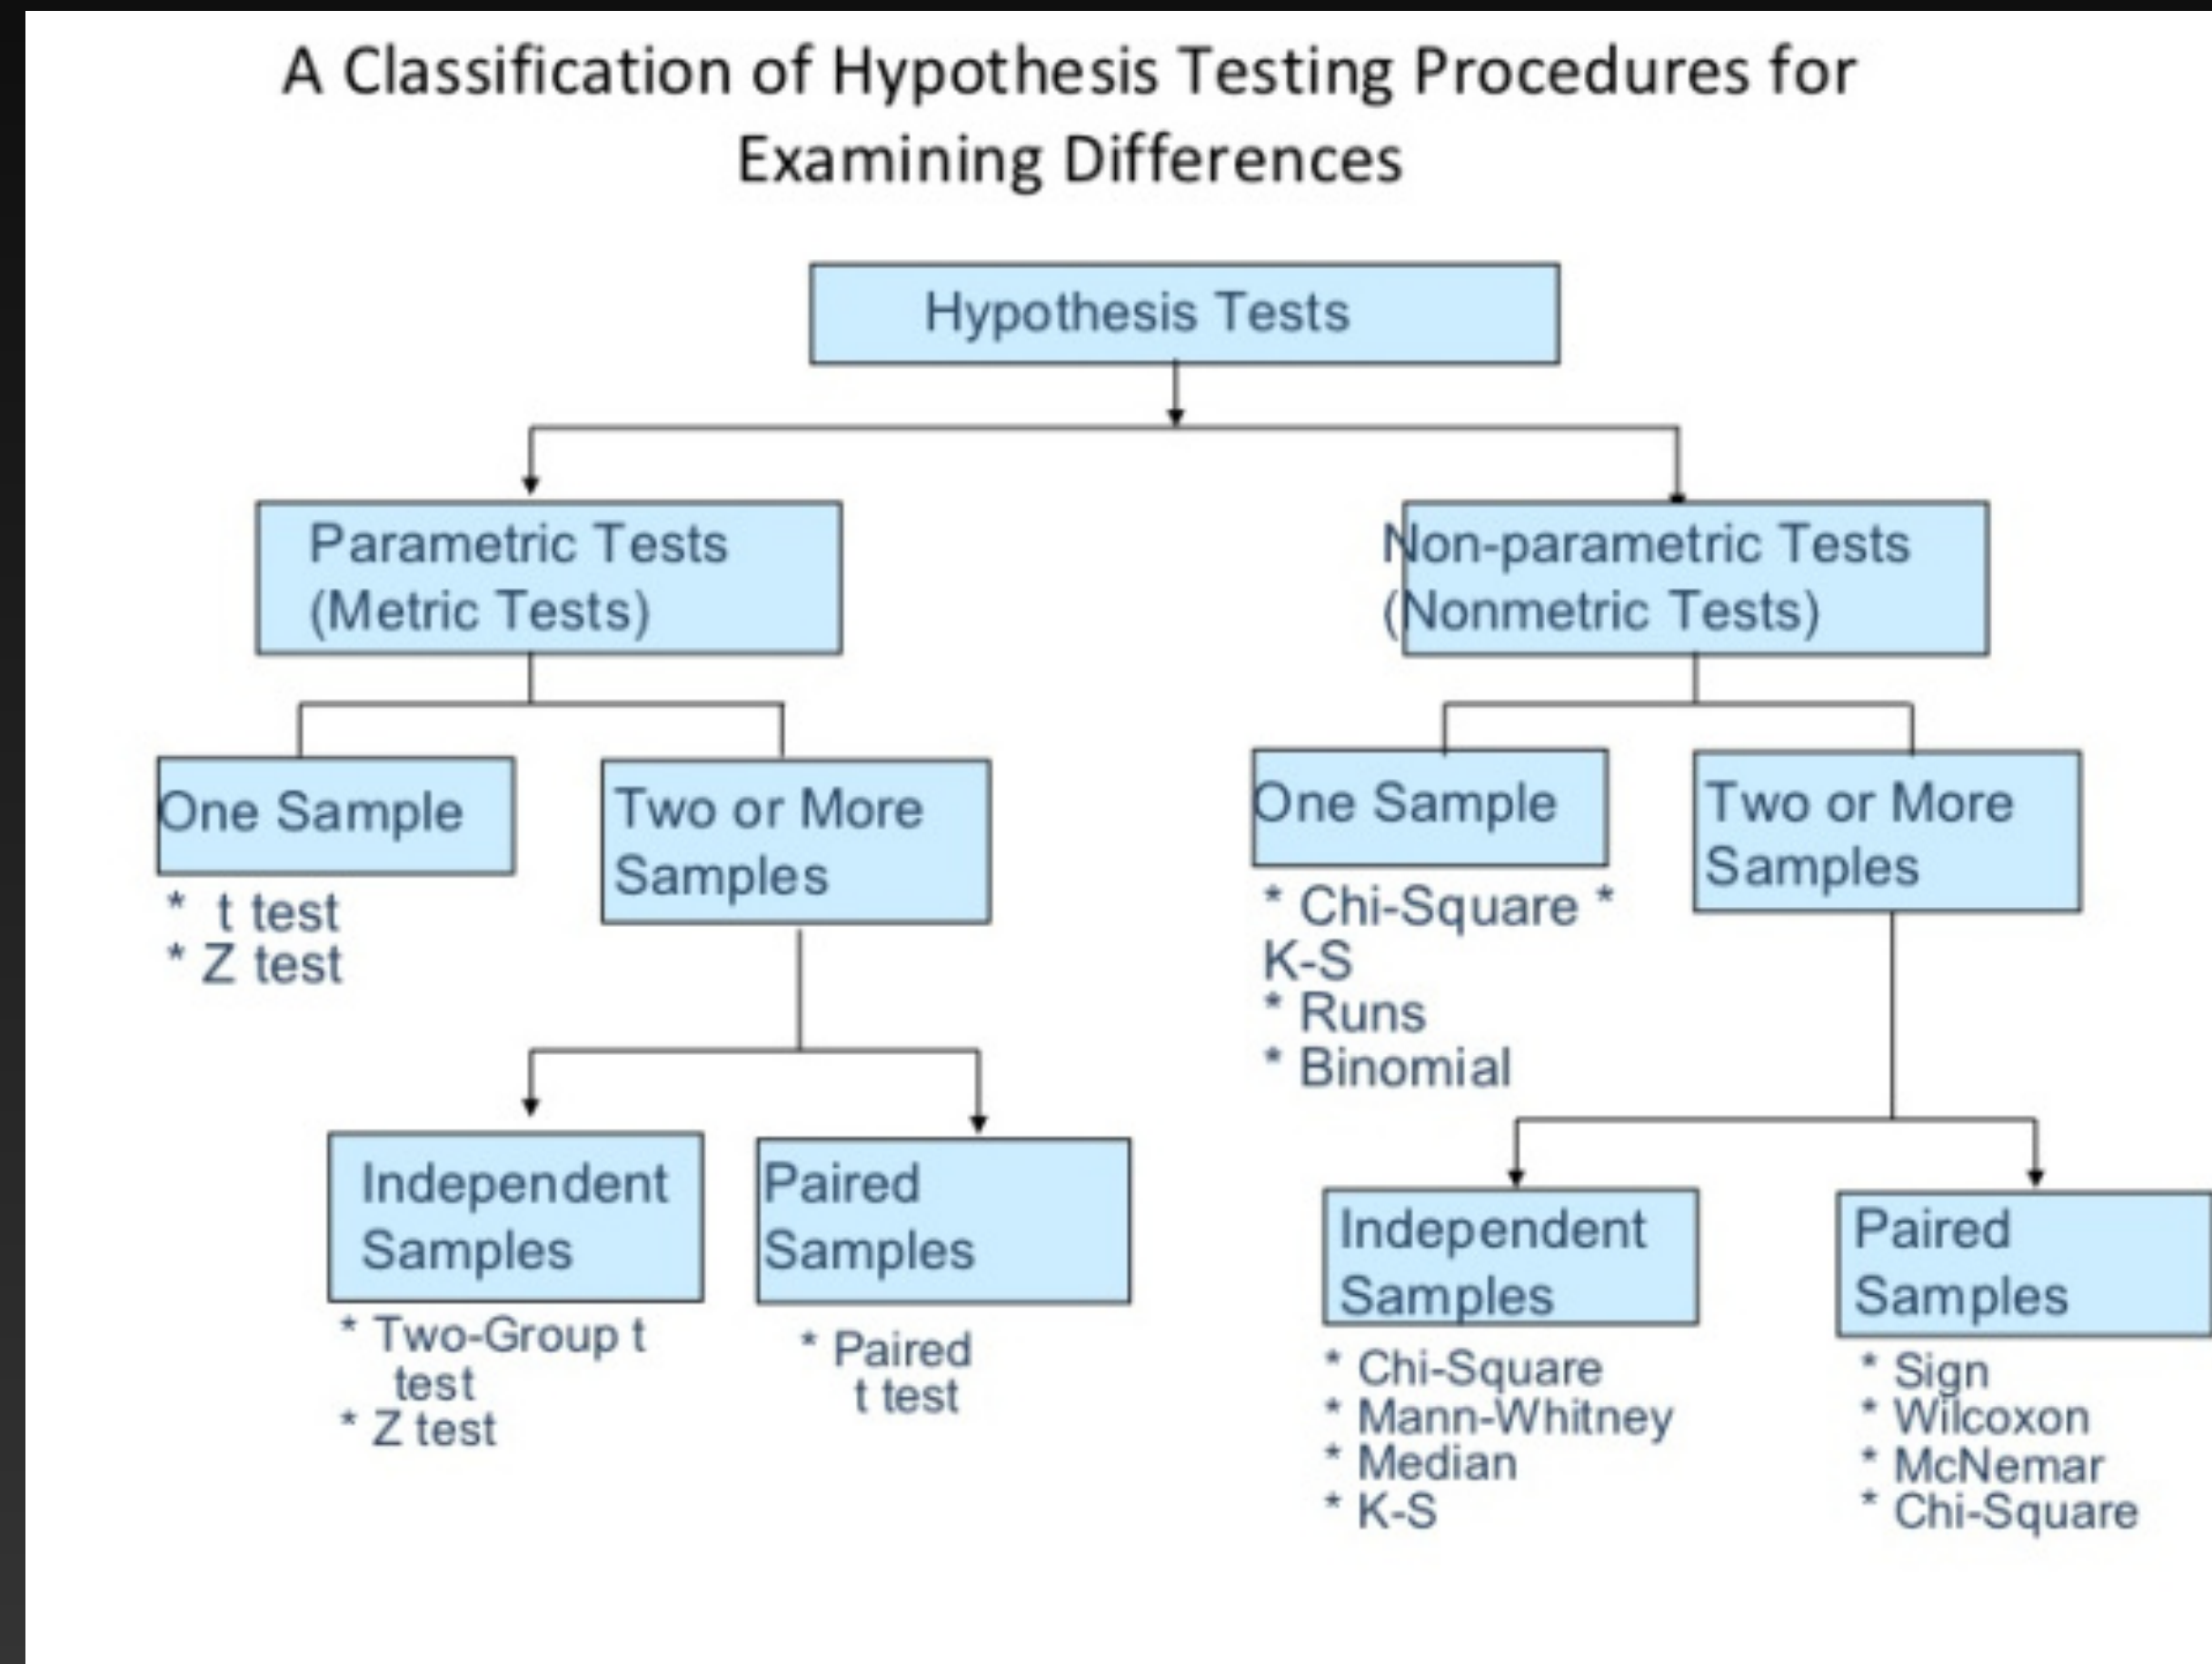 A Classification of Hypothesis Testing Procedures for
Examining Differences
Hypothesis Tests
Parametric Tests
(Metric Tests)
Non-parametric Tests
(Nonmetric Tests)
One Sample
* t test
* Z test
Two or More
Samples
One Sample
* Chi-Square *
K-S
* Runs
* Binomial
Two or More
Samples
Independent
Samples
* Two-Group t
test
* Z test
Paired
Samples
* Paired
t test
Independent
Samples
* Chi-Square
* Mann-Whitney
* Median
* K-S
Paired
Samples
* Sign
* Wilcoxon
* McNemar
* Chi-Square